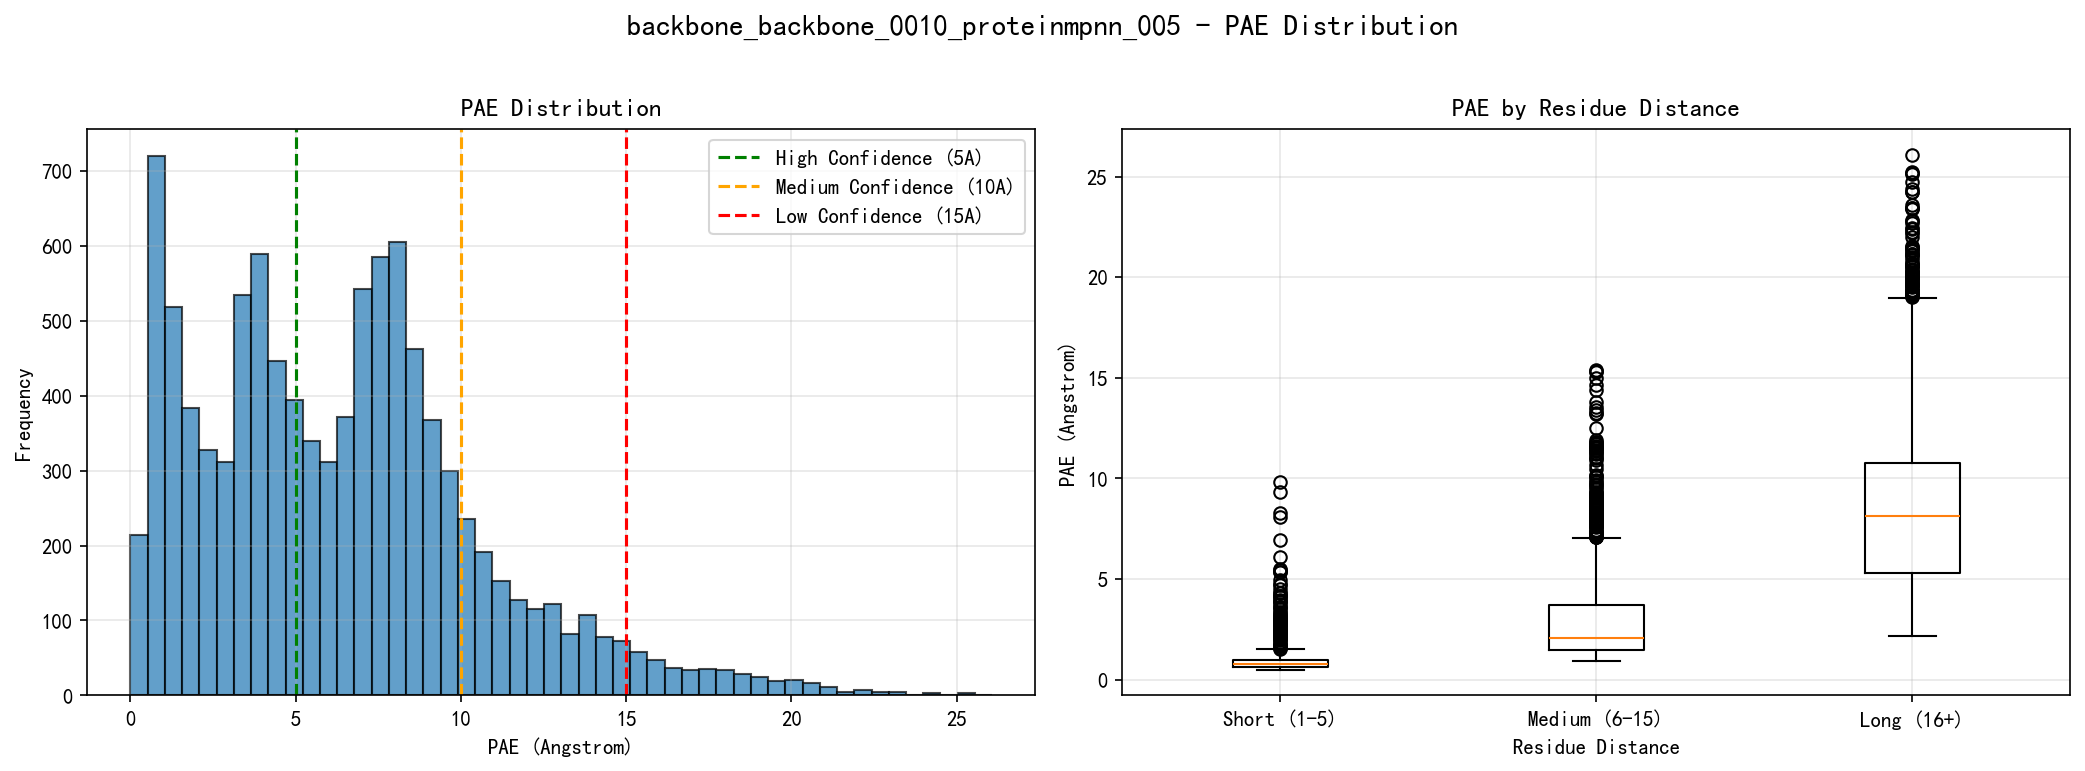 backbone_backbone_0010_proteinmpnn_005 - PAE Distribution
PAE Distribution
Frequency
700
600
500
400
300
200
100
0
0 5 10 15 20 25
PAE (Angstrom)
High Confidence (5A)
Medium Confidence (10A)
Low Confidence (15A)
PAE by Residue Distance
PAE (Angstrom)
25
20
15
10
5
0
Short (1-5) Medium (6-15) Long (16+)
Residue Distance